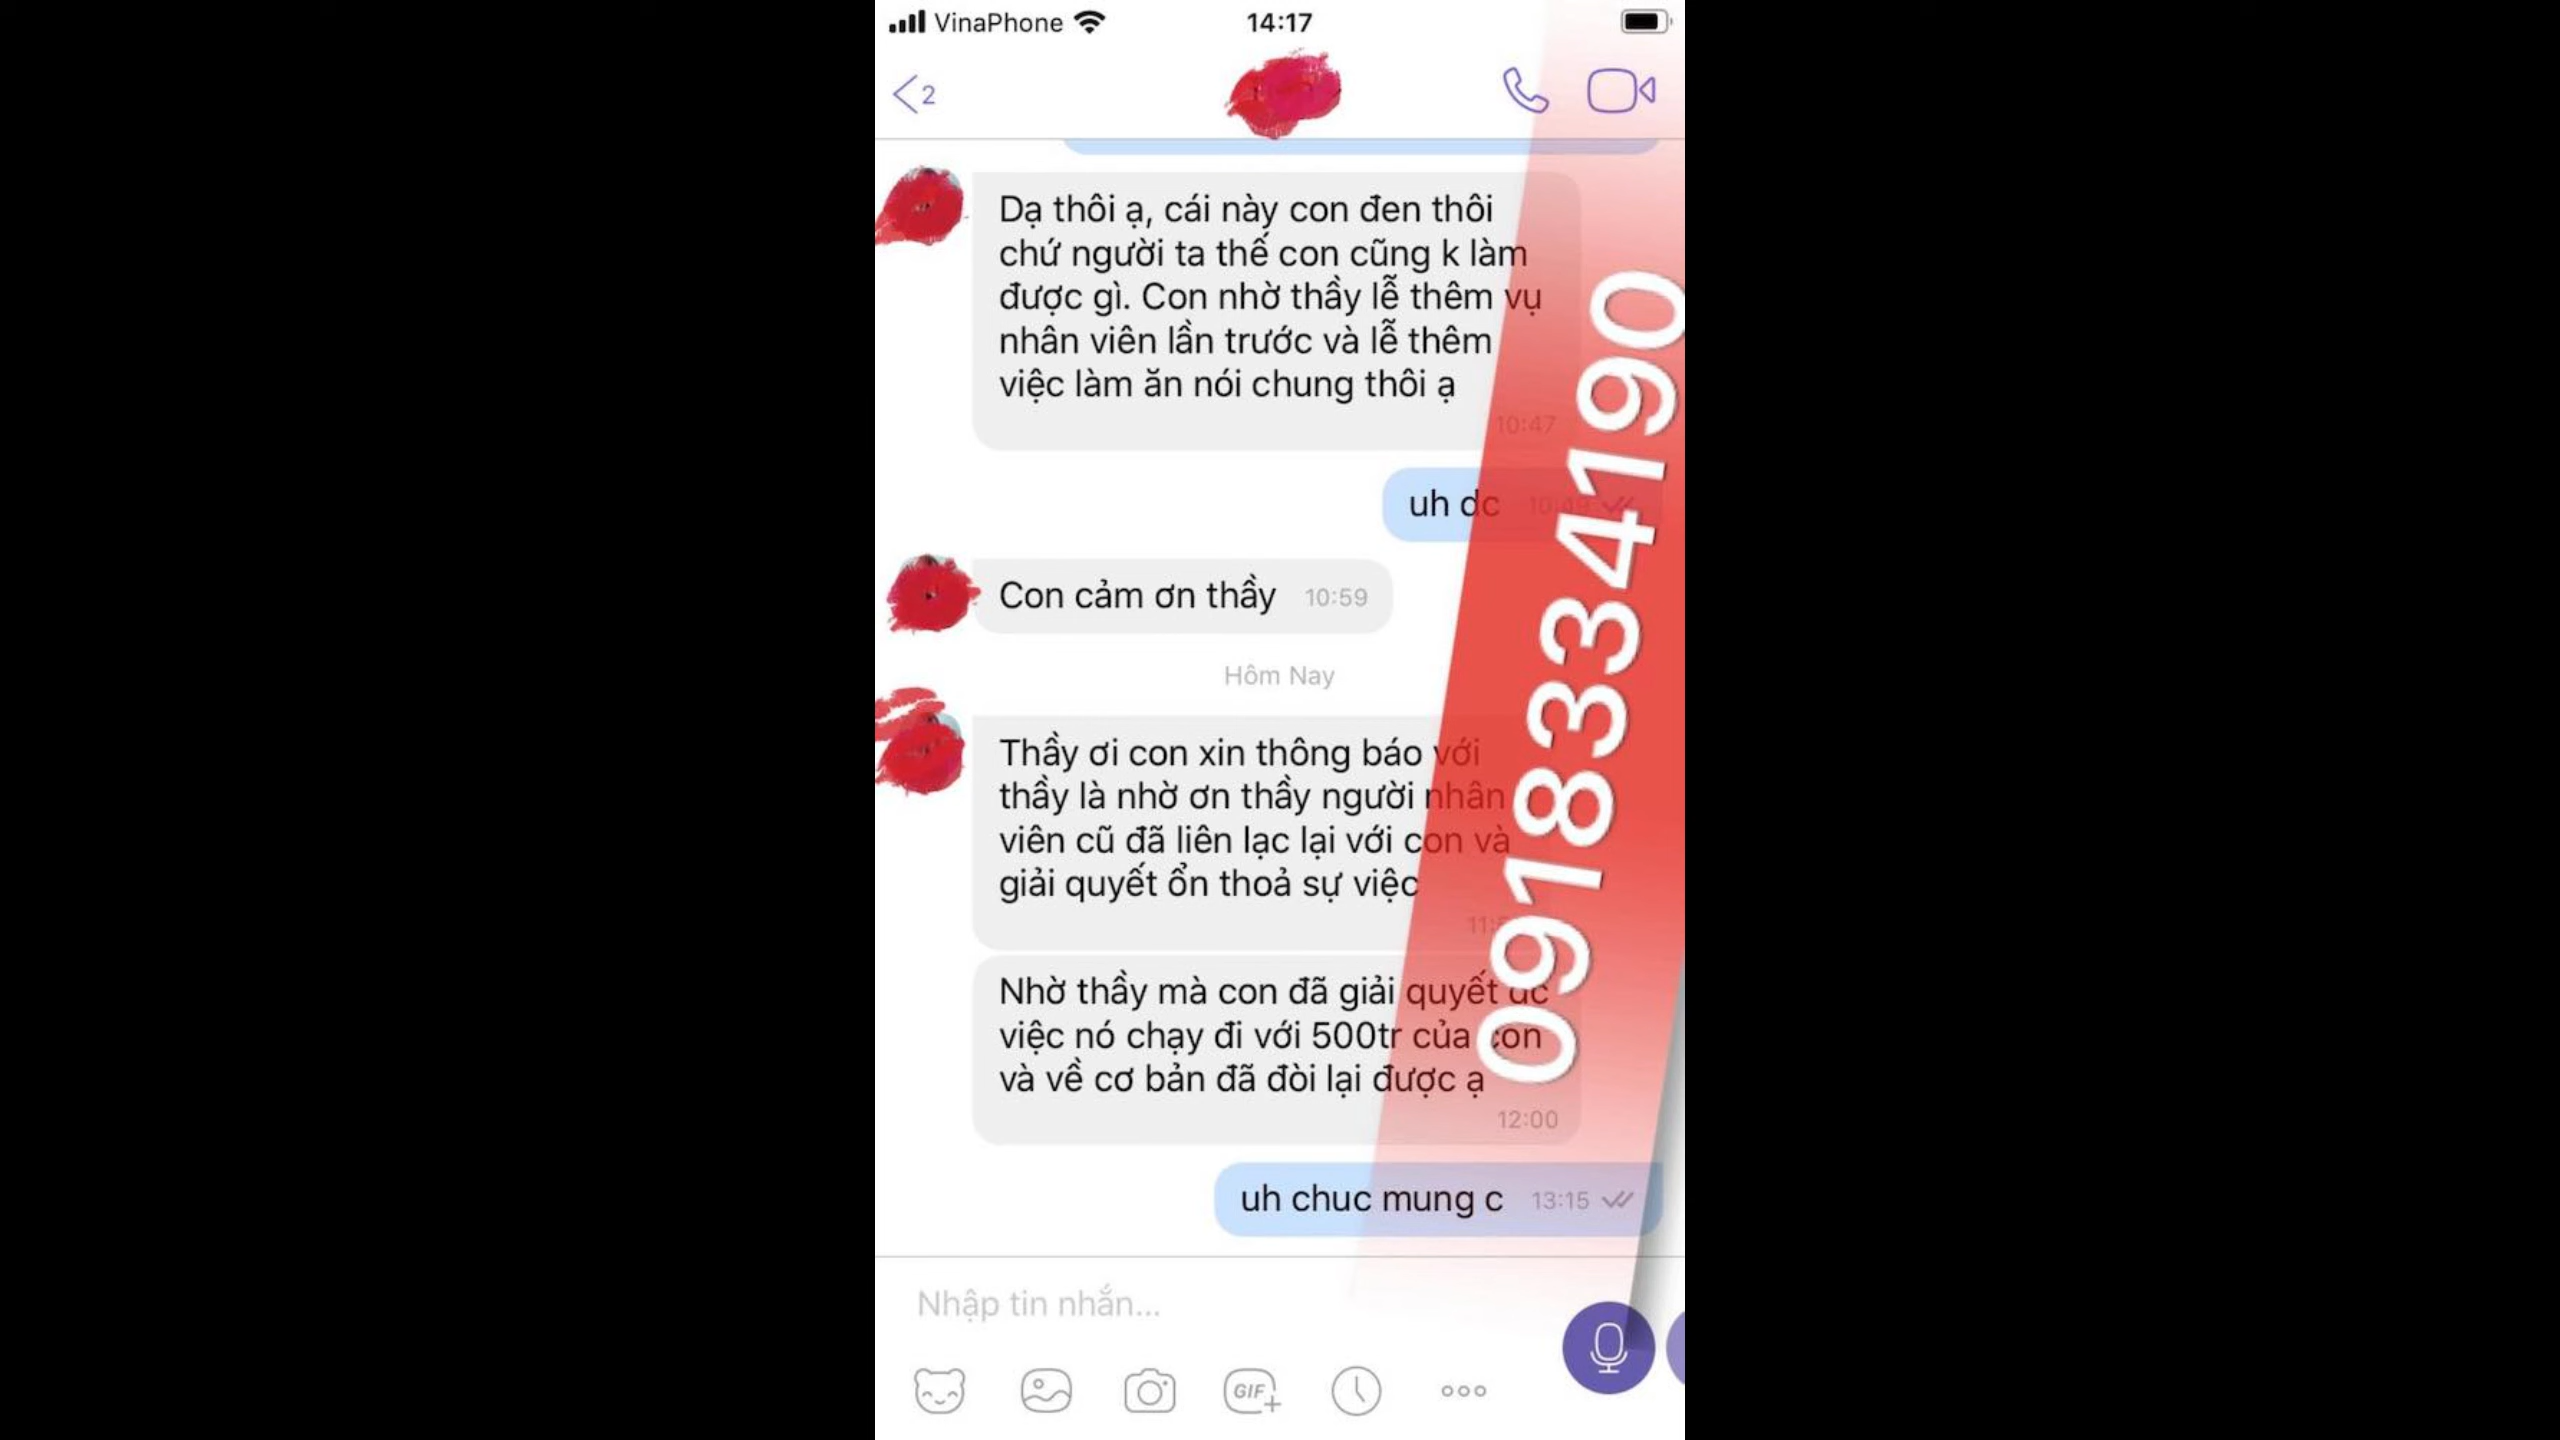 VinaPhone
14:17
2
Dạ thôi ạ, cái này con đen thôi
chứ người ta thế con cũng k làm
được gì. Con nhờ thầy lễ thêm vụ
nhân viên lần trước và lễ thêm
việc làm ăn nói chung thôi ạ
10:47
uh dc 10:49
Con cảm ơn thầy 10:59
Hôm Nay
Thầy ơi con xin thông báo với
thầy là nhờ ơn thầy người nhân
viên cũ đã liên lạc lại với con và
giải quyết ổn thoả sự việc
Nhờ thầy mà con đã giải quyết dc
việc nó chạy đi với 500tr của con
và về cơ bản đã đòi lại được ạ
12:00
uh chuc mung c 13:15
Nhập tin nhắn...
GIF
0918334190